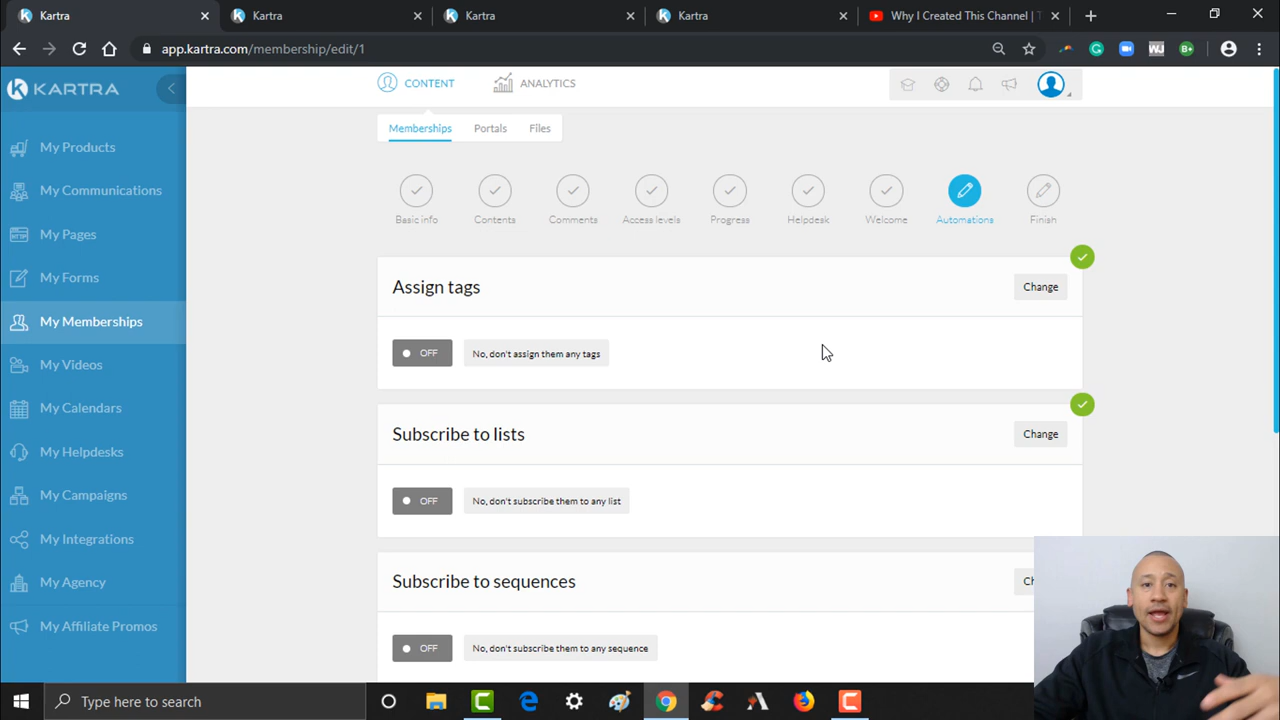 Kartra
Kartra
Kartra
Kartra
Why I Created This Channel | T
app.kartra.com/membership/edit/1
KARTRA
CONTENT
ANALYTICS
Memberships
Portals
Files
My Products
My Communications
My Pages
My Forms
My Memberships
My Videos
My Calendars
My Helpdesks
My Campaigns
My Integrations
My Agency
My Affiliate Promos
Basic info
Contents
Comments
Access levels
Progress
Helpdesk
Welcome
Automations
Finish
Assign tags
Change
OFF
No, don't assign them any tags
Subscribe to lists
Change
OFF
No, don't subscribe them to any list
Subscribe to sequences
OFF
No, don't subscribe them to any sequence
Type here to search